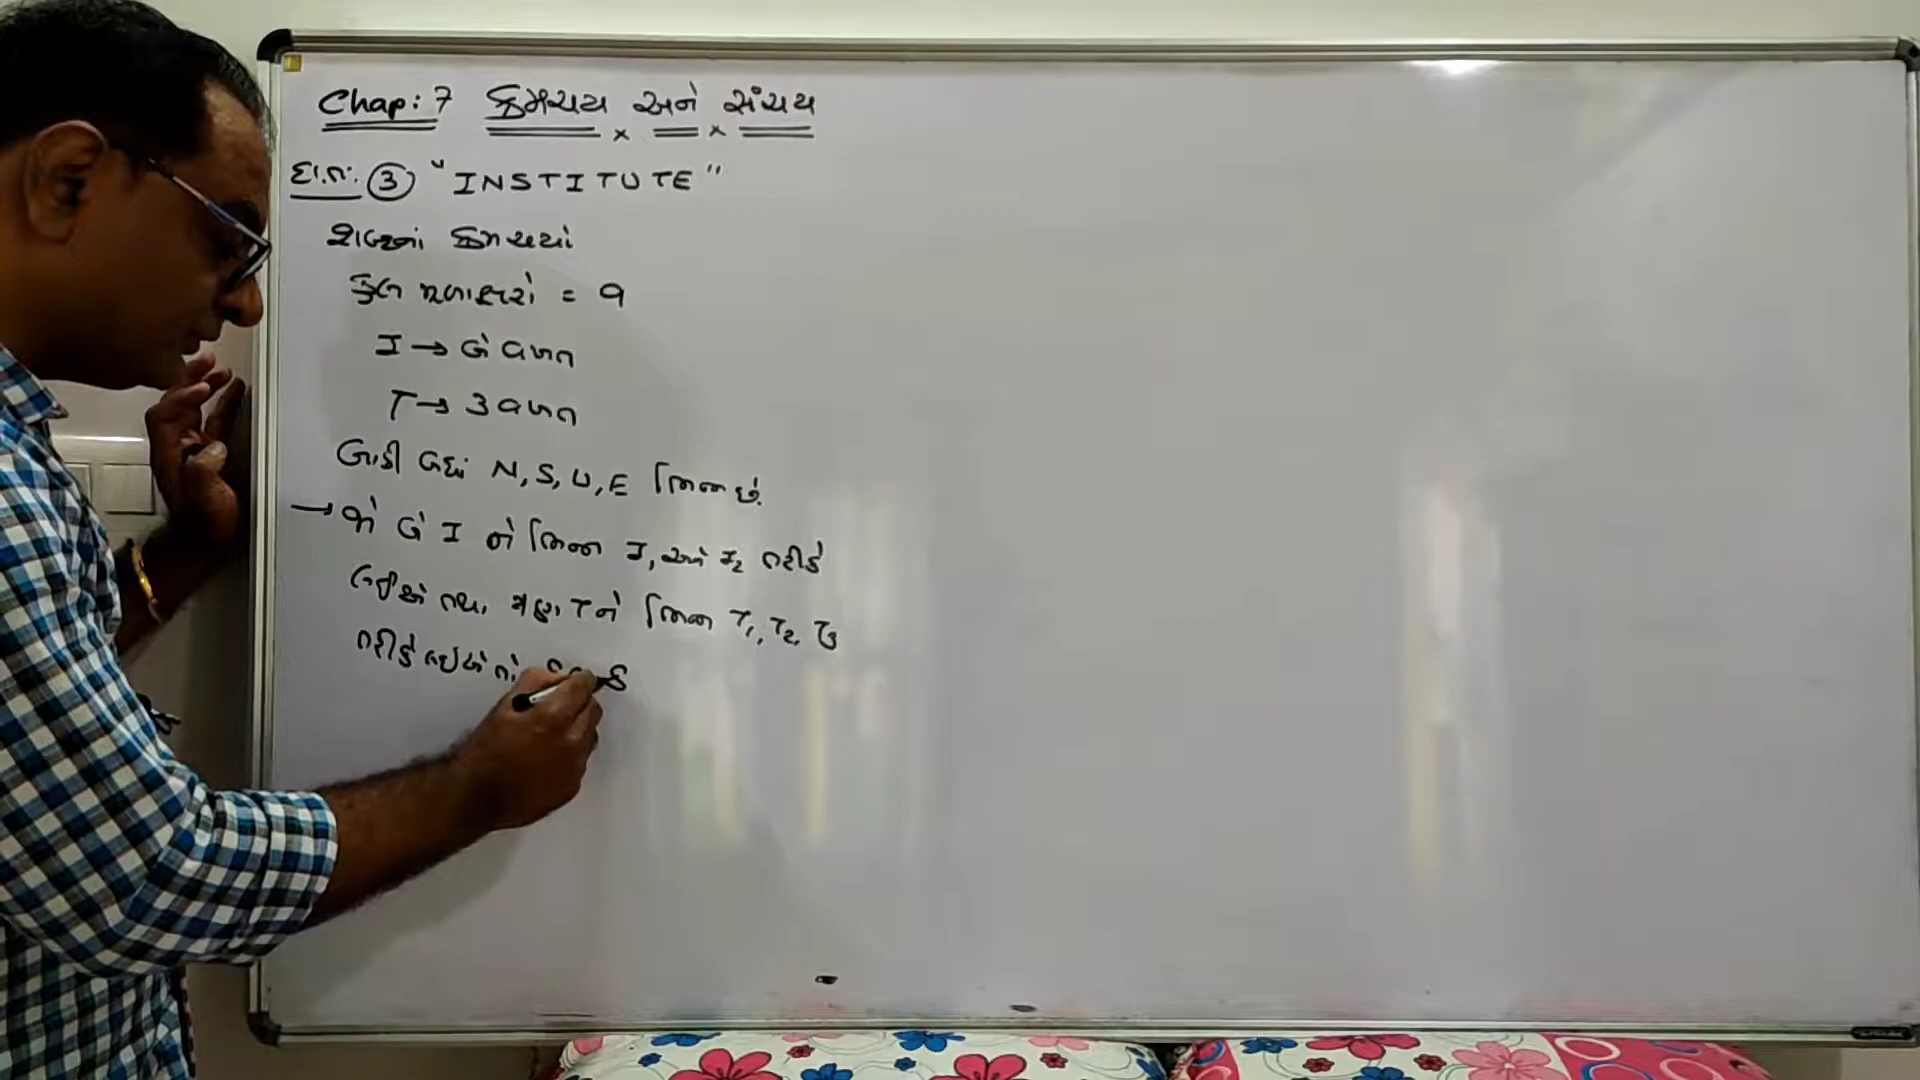 Chap: 7 ક્રમચય અને સંચય
ઉદા.ત.: ③ "INSTITUTE"
શબ્દનાં ક્રમચયો
કુલ મૂળાક્ષરો = 9
I → બે વખત
T → 3 વખત
બાકી બધાં N, S, U, E ભિન્ન છે.
→ જો બે I ને ભિન્ન I₁ અને I₂ તરીકે
લઈએ તથા ત્રણ T ને ભિન્ન T₁, T₂, T₃
તરીકે લઈએ તો